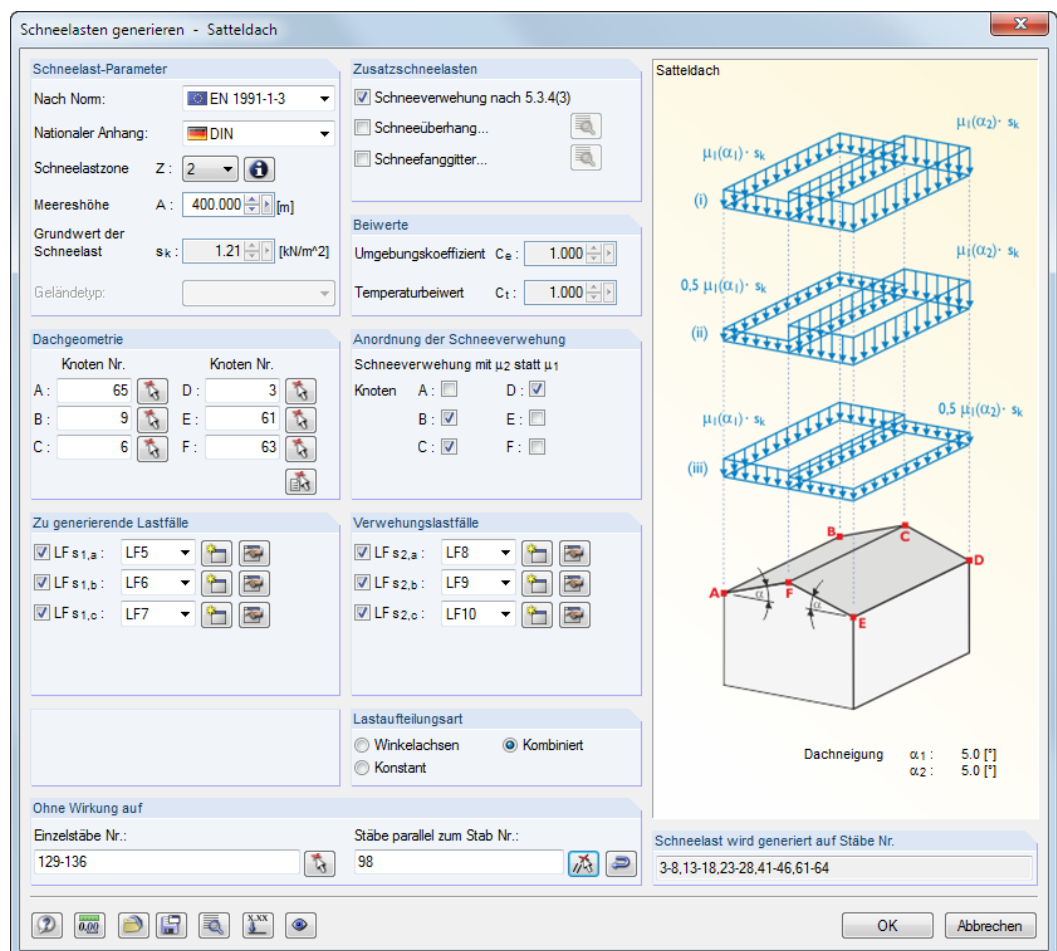 Schneelasten generieren - Satteldach
Schneelast-Parameter
Nach Norm: EN 1991-1-3
Nationaler Anhang: DIN
Schneelastzone Z : 2
Meereshöhe A : 400.000 [m]
Grundwert der
Schneelast sk : 1.21 [kN/m^2]
Geländetyp:
Zusatzschneelasten
Schneeverwehung nach 5.3.4(3)
Schneeüberhang...
Schneefanggitter...
Beiwerte
Umgebungskoeffizient Ce : 1.000
Temperaturbeiwert Ct : 1.000
Dachgeometrie
Knoten Nr. Knoten Nr.
A : 65 D : 3
B : 9 E : 61
C : 6 F : 63
Anordnung der Schneeverwehung
Schneeverwehung mit µ2 statt µ1
Knoten A : D :
B : E :
C : F :
Zu generierende Lastfälle
LF s1,a : LF5
LF s1,b : LF6
LF s1,c : LF7
Verwehungslastfälle
LF s2,a : LF8
LF s2,b : LF9
LF s2,c : LF10
Lastaufteilungsart
Winkelachsen Kombiniert
Konstant
Ohne Wirkung auf
Einzelstäbe Nr.: Stäbe parallel zum Stab Nr.:
129-136 98
Satteldach
µI(α2)· sk
µI(α1)· sk
(i)
µI(α2)· sk
0,5 µI(α1)· sk
(ii)
0,5 µI(α2)· sk
µI(α1)· sk
(iii)
B
C
D
A
α
F
α
E
Dachneigung α1 : 5.0 [°]
α2 : 5.0 [°]
Schneelast wird generiert auf Stäbe Nr.
3-8,13-18,23-28,41-46,61-64
0,00
x.xx
OK Abbrechen